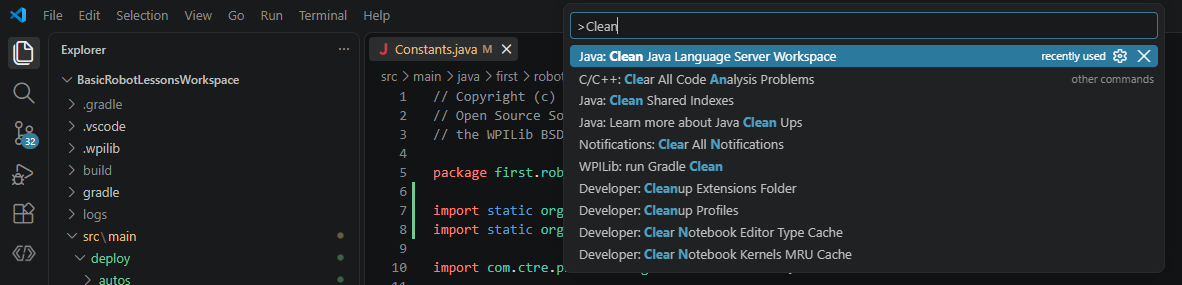 File Edit View Go Run Terminal Help
>Clean
Java: Clean Java Language Server Workspace recently used
C/C++: Clear All Code Analysis Problems other commands
Java: Clean Shared Indexes
Java: Learn more about Java Clean Ups
Notifications: Clear All Notifications
WPILib: run Gradle Clean
Developer: Cleanup Extensions Folder
Developer: Cleanup Profiles
Developer: Clear Notebook Editor Type Cache
Developer: Clear Notebook Kernels MRU Cache
Explorer ...
BasicRobotLessonsWorkspace
.gradle
.vscode
.wpilib
build
gradle
logs
src\main
deploy
autos
32
J Constants.java M
src > main > java > first > robot
1 // Copyright (c)
2 // Open Source So
3 // the WPILib BSD
4
5 package first.rob
6
7 import static org
8 import static org
9
10 import com.ctre.p
11